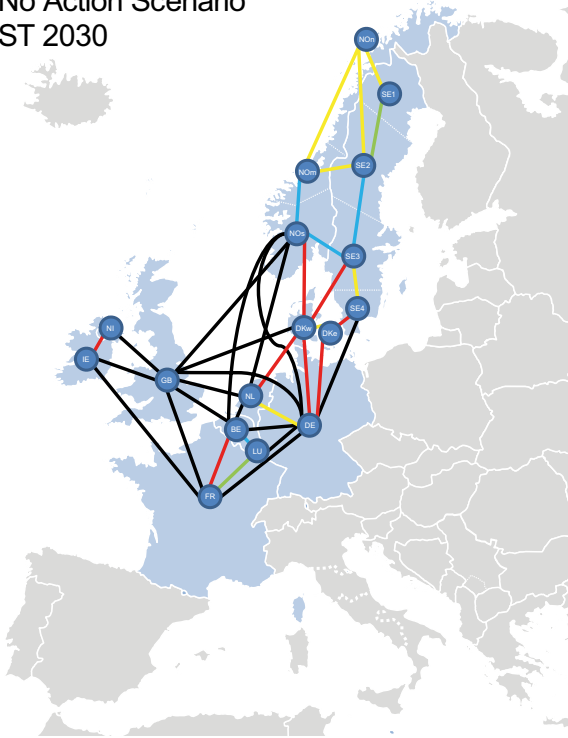 No Action Scenario
ST 2030
NOn
SE1
SE2
NOm
NOs
SE3
SE4
DKw
DKe
NI
IE
GB
NL
DE
BE
LU
FR